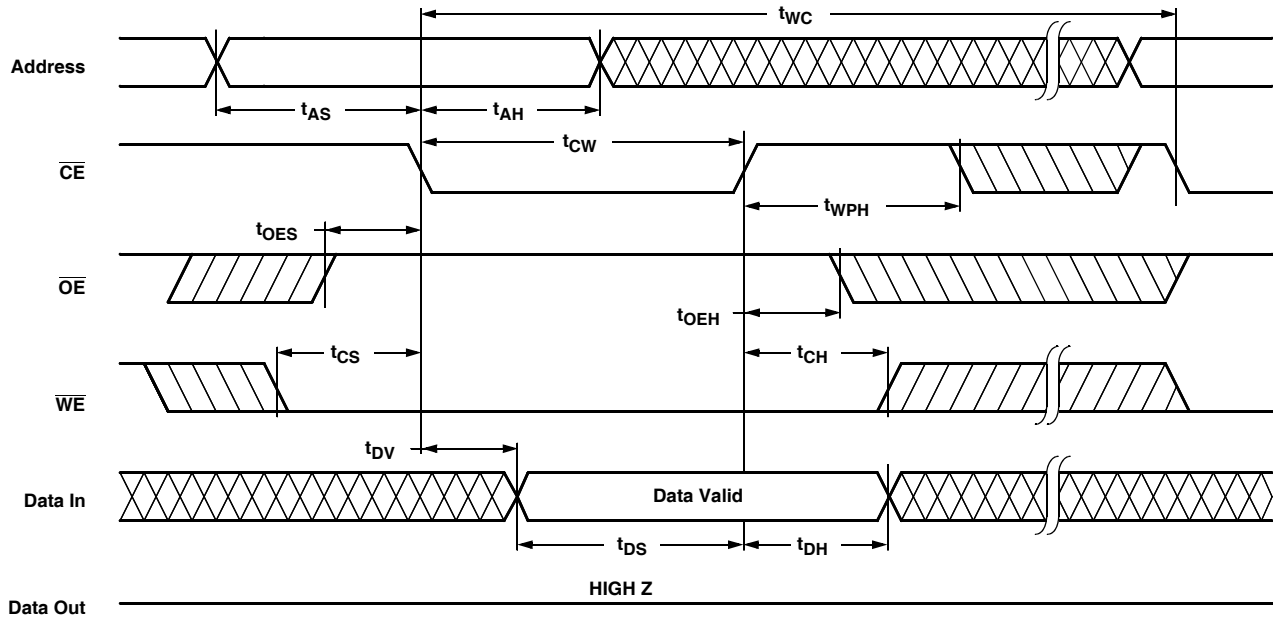 tWC
Address
tAS
tAH
tCW
CE
tWPH
tOES
OE
tOEH
tCS
tCH
WE
tDV
Data In
Data Valid
tDS
tDH
HIGH Z
Data Out